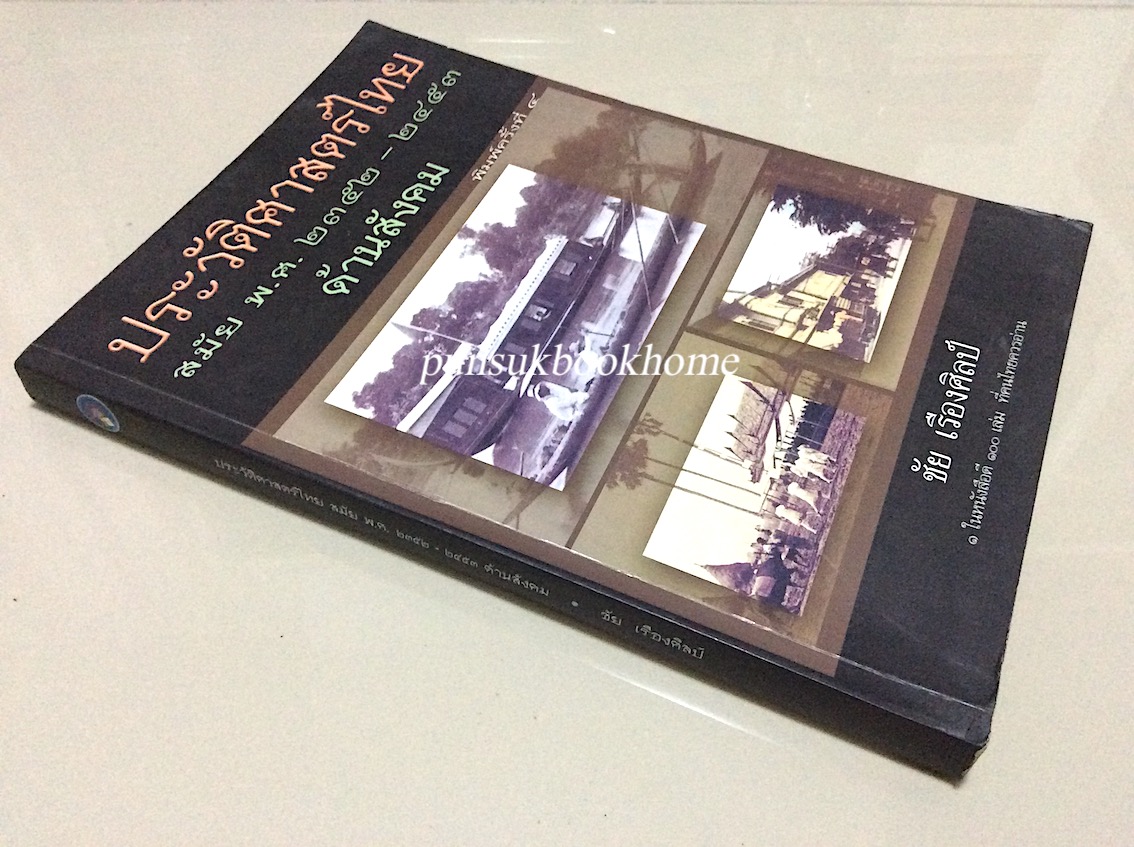 ประวัติศาสตร์ไทย
สมัย พ.ศ. ๒๓๕๒ - ๒๔๕๓
ด้านสังคม
พิมพ์ครั้งที่ ๔
pansukbookhome
ชัย เรืองศิลป์
๑ ในหนังสือดี ๑๐๐ เล่ม ที่คนไทยควรอ่าน
ประวัติศาสตร์ไทย สมัย พ.ศ. ๒๓๕๒ - ๒๔๕๓ ด้านสังคม • ชัย เรืองศิลป์